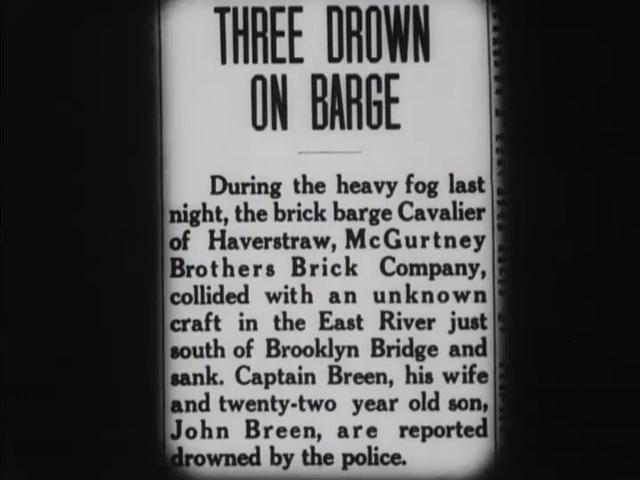 THREE DROWN
ON BARGE
During the heavy fog last
night, the brick barge Cavalier
of Haverstraw, McGurtney
Brothers Brick Company,
collided with an unknown
craft in the East River just
south of Brooklyn Bridge and
sank. Captain Breen, his wife
and twenty-two year old son,
John Breen, are reported
drowned by the police.